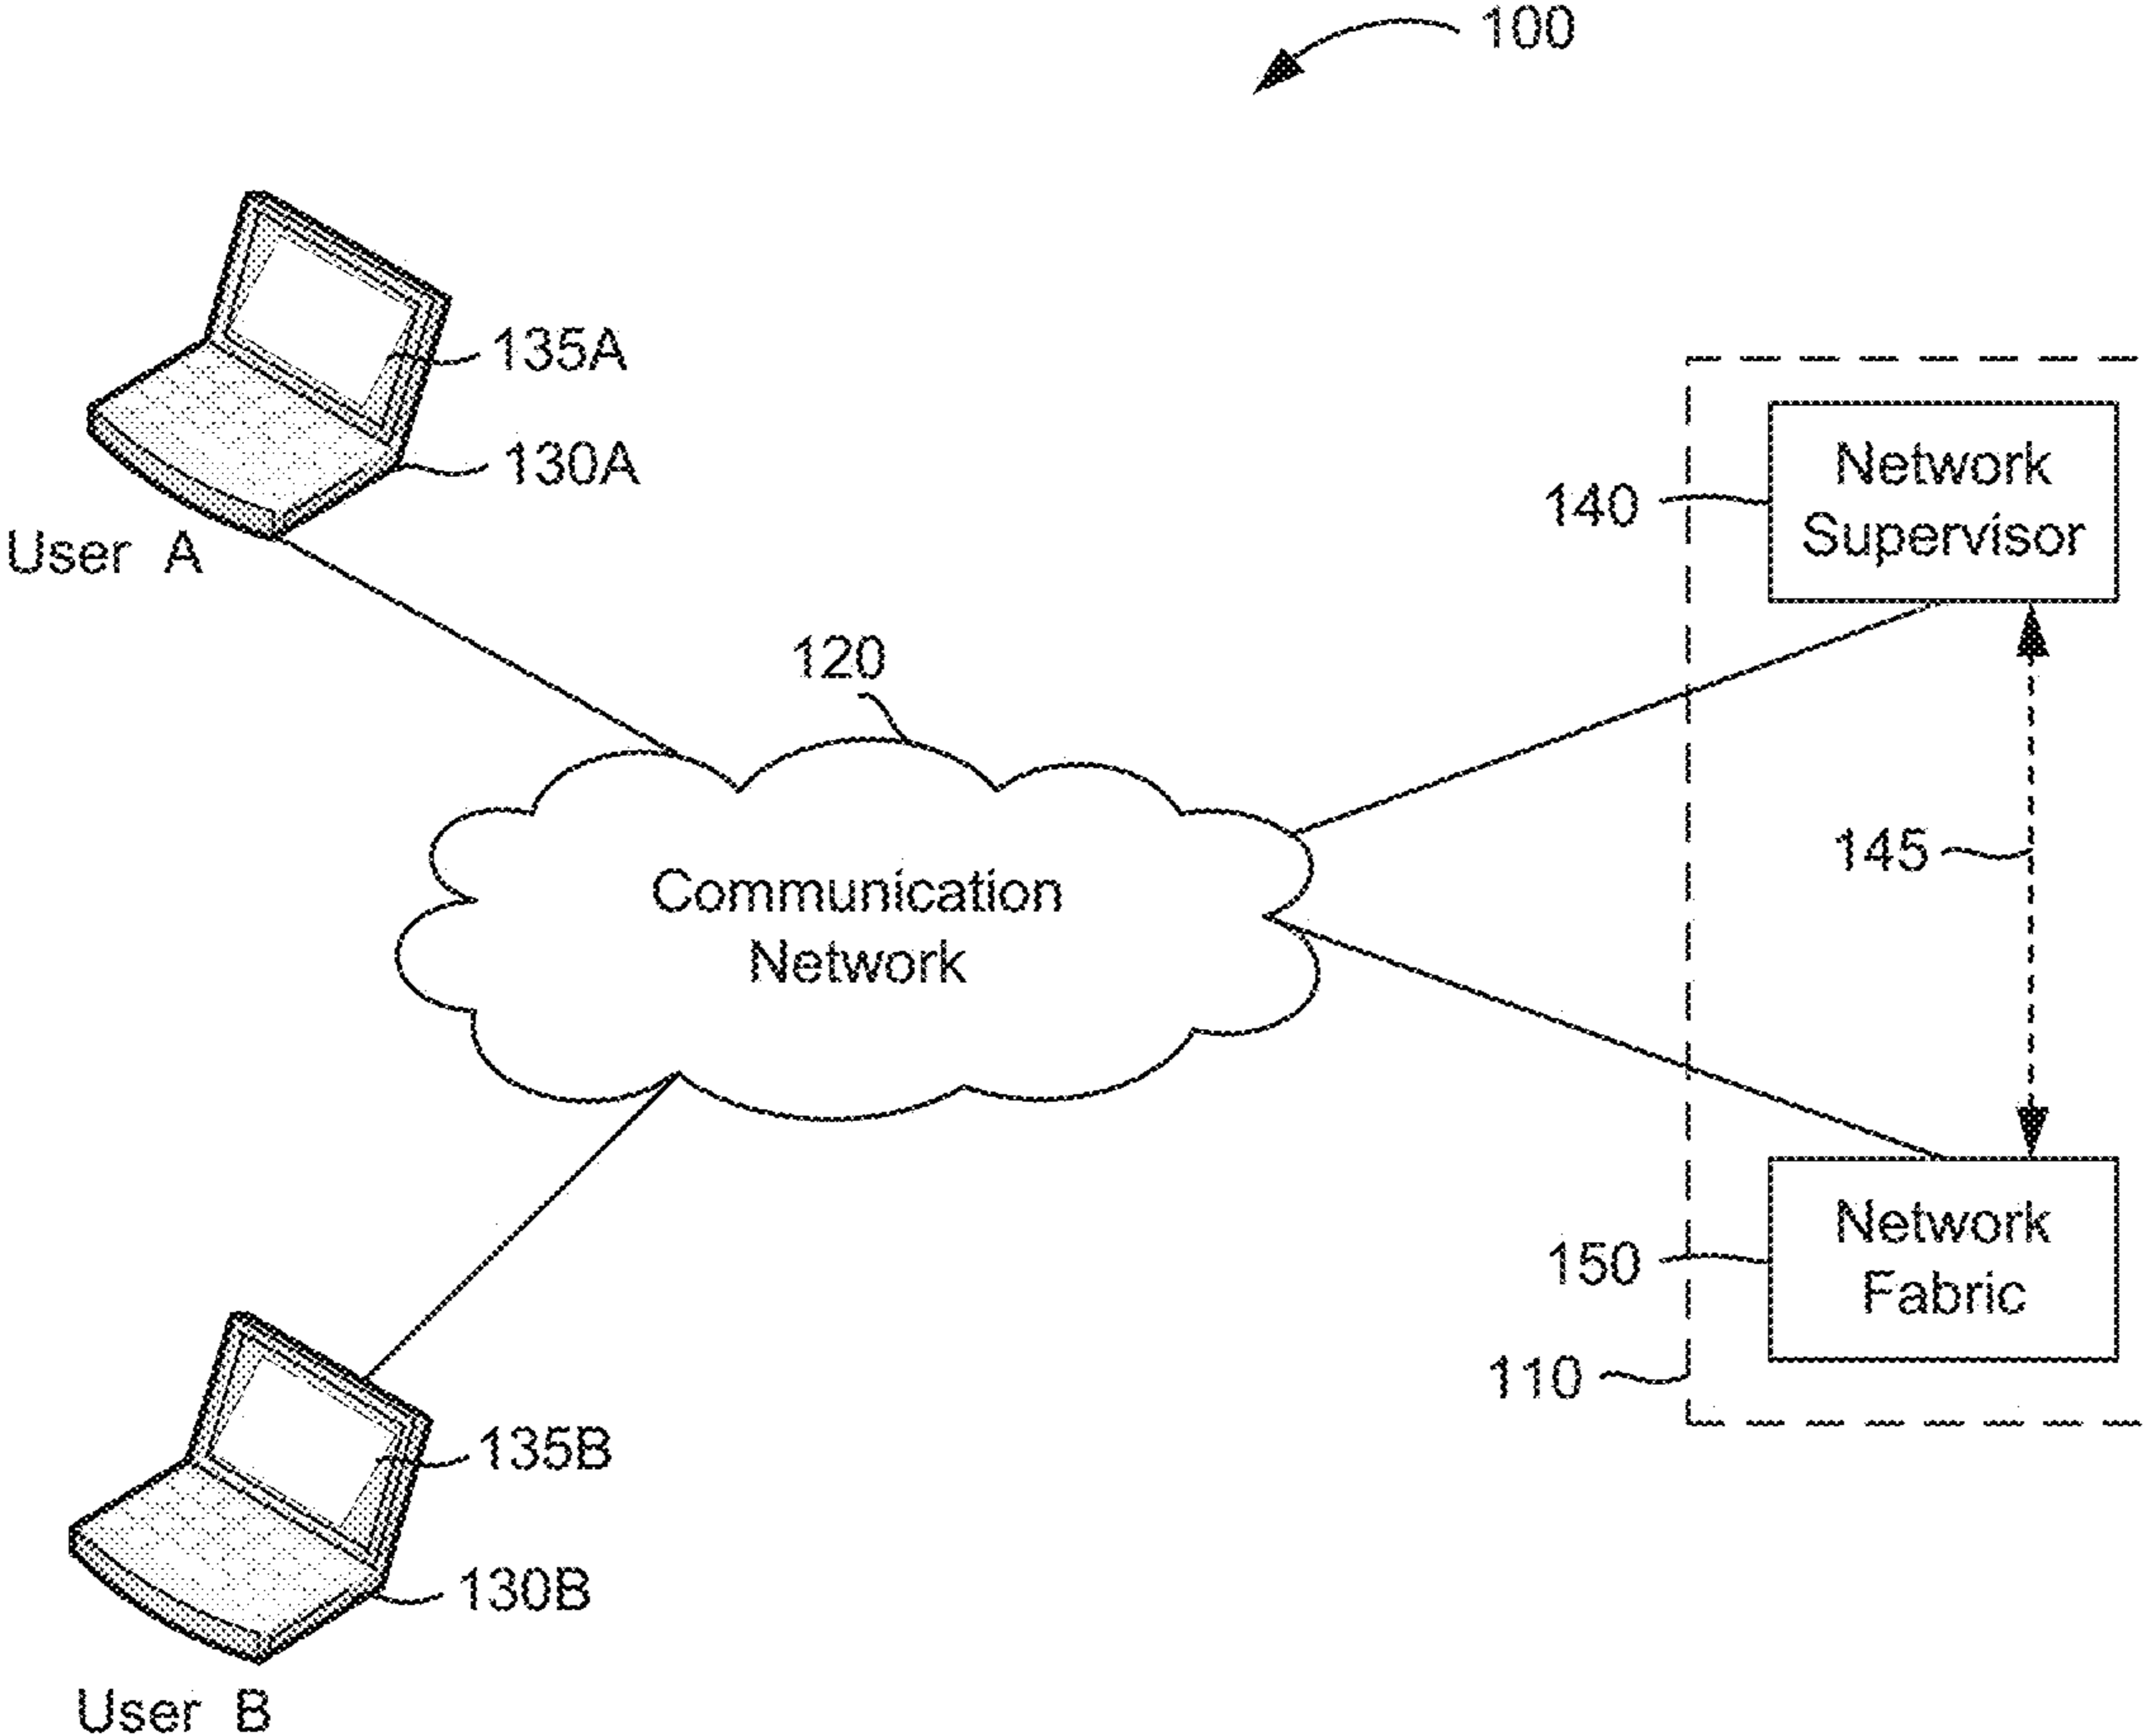 100
135A
130A
User A
Network
Supervisor
140
120
Communication
Network
145
Network
Fabric
150
110
135B
130B
User B